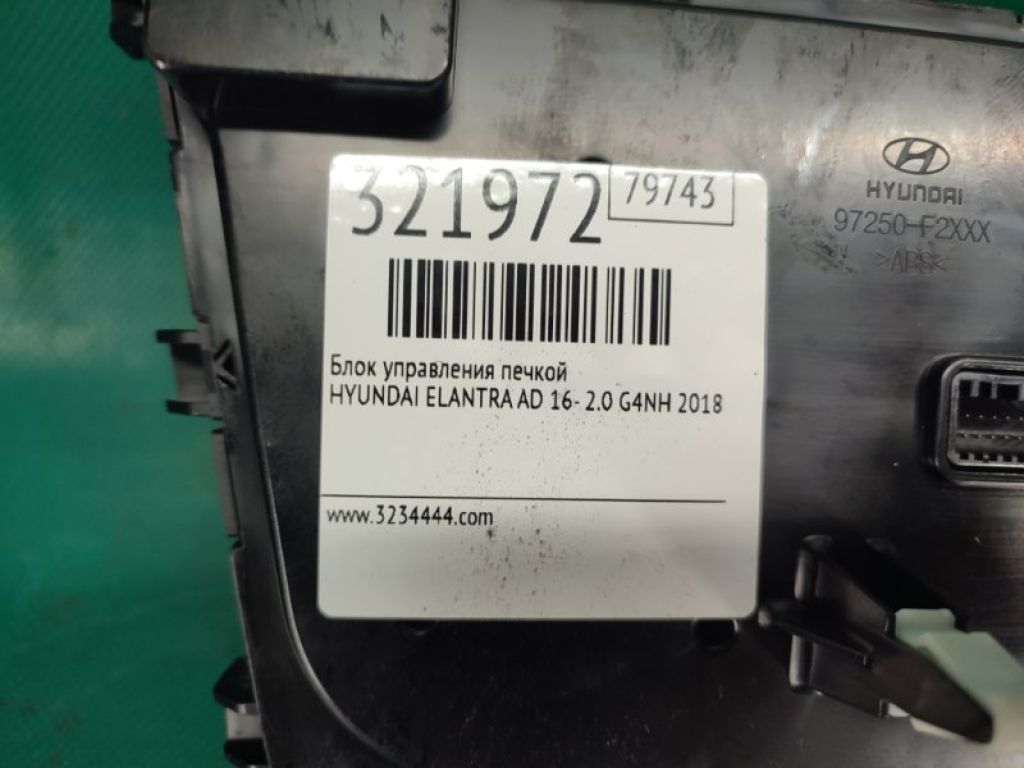 321972
79743
Блок управления печкой
HYUNDAI ELANTRA AD 16- 2.0 G4NH 2018
www.3234444.com
HYUNDAI
97250-F2XXX
>ABS<